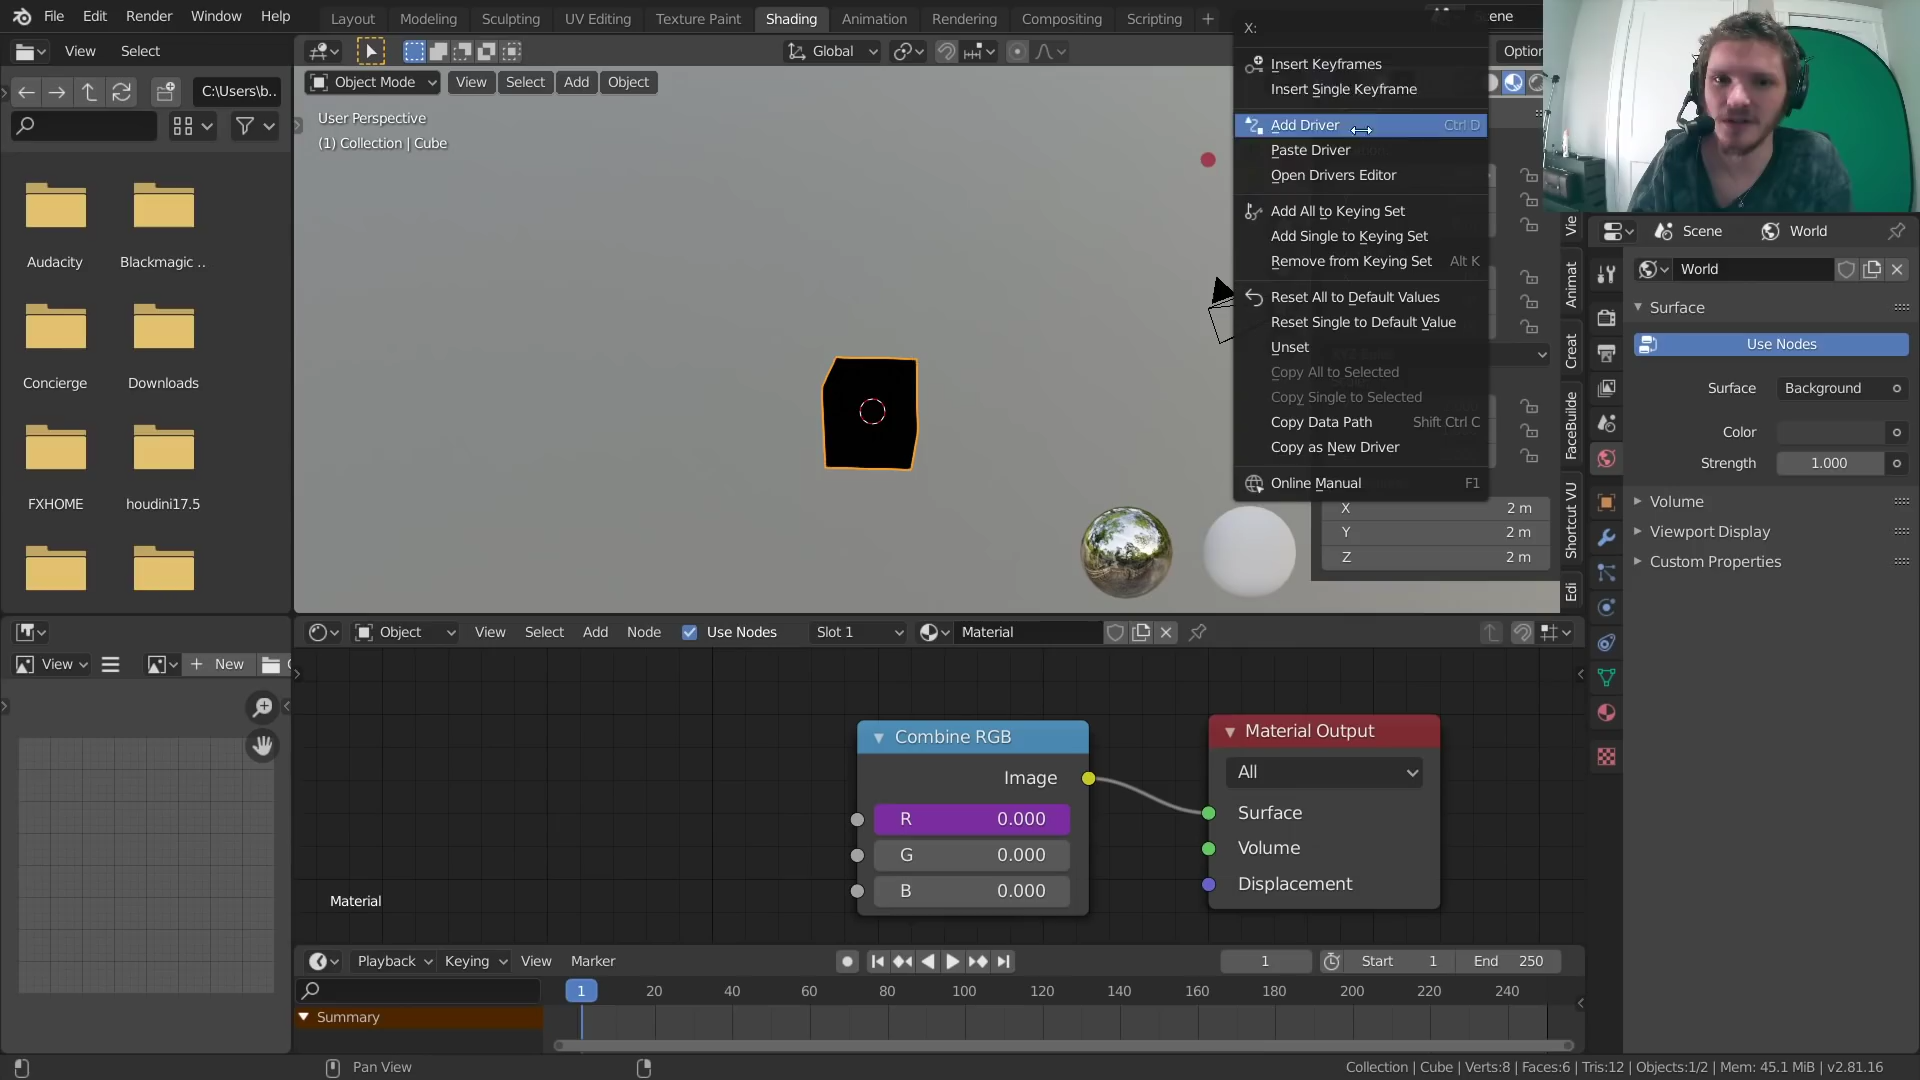 File Edit Render Window Help
Layout Modeling Sculpting UV Editing Texture Paint Shading Animation Rendering Compositing Scripting + Scene
View Select
Global
Options
C:\Users\b..
Object Mode View Select Add Object
User Perspective
(1) Collection | Cube
X:
Insert Keyframes
Insert Single Keyframe
Add Driver Ctrl D
Paste Driver
Open Drivers Editor
Add All to Keying Set
Add Single to Keying Set
Remove from Keying Set Alt K
Reset All to Default Values
Reset Single to Default Value
Unset
Copy All to Selected
Copy Single to Selected
Copy Data Path Shift Ctrl C
Copy as New Driver
Online Manual F1
X 2 m
Y 2 m
Z 2 m
Vie
Animat
Creat
FaceBuilde
Shortcut VU
Edi
Audacity Blackmagic ..
Concierge Downloads
FXHOME houdini17.5
Scene World
World
Surface
Use Nodes
Surface Background
Color
Strength 1.000
Volume
Viewport Display
Custom Properties
View + New
Object View Select Add Node Use Nodes Slot 1 Material
Combine RGB
Image
R 0.000
G 0.000
B 0.000
Material Output
All
Surface
Volume
Displacement
Material
Playback Keying View Marker 1 Start 1 End 250
1 20 40 60 80 100 120 140 160 180 200 220 240
Summary
Pan View
Collection | Cube | Verts:8 | Faces:6 | Tris:12 | Objects:1/2 | Mem: 45.1 MiB | v2.81.16